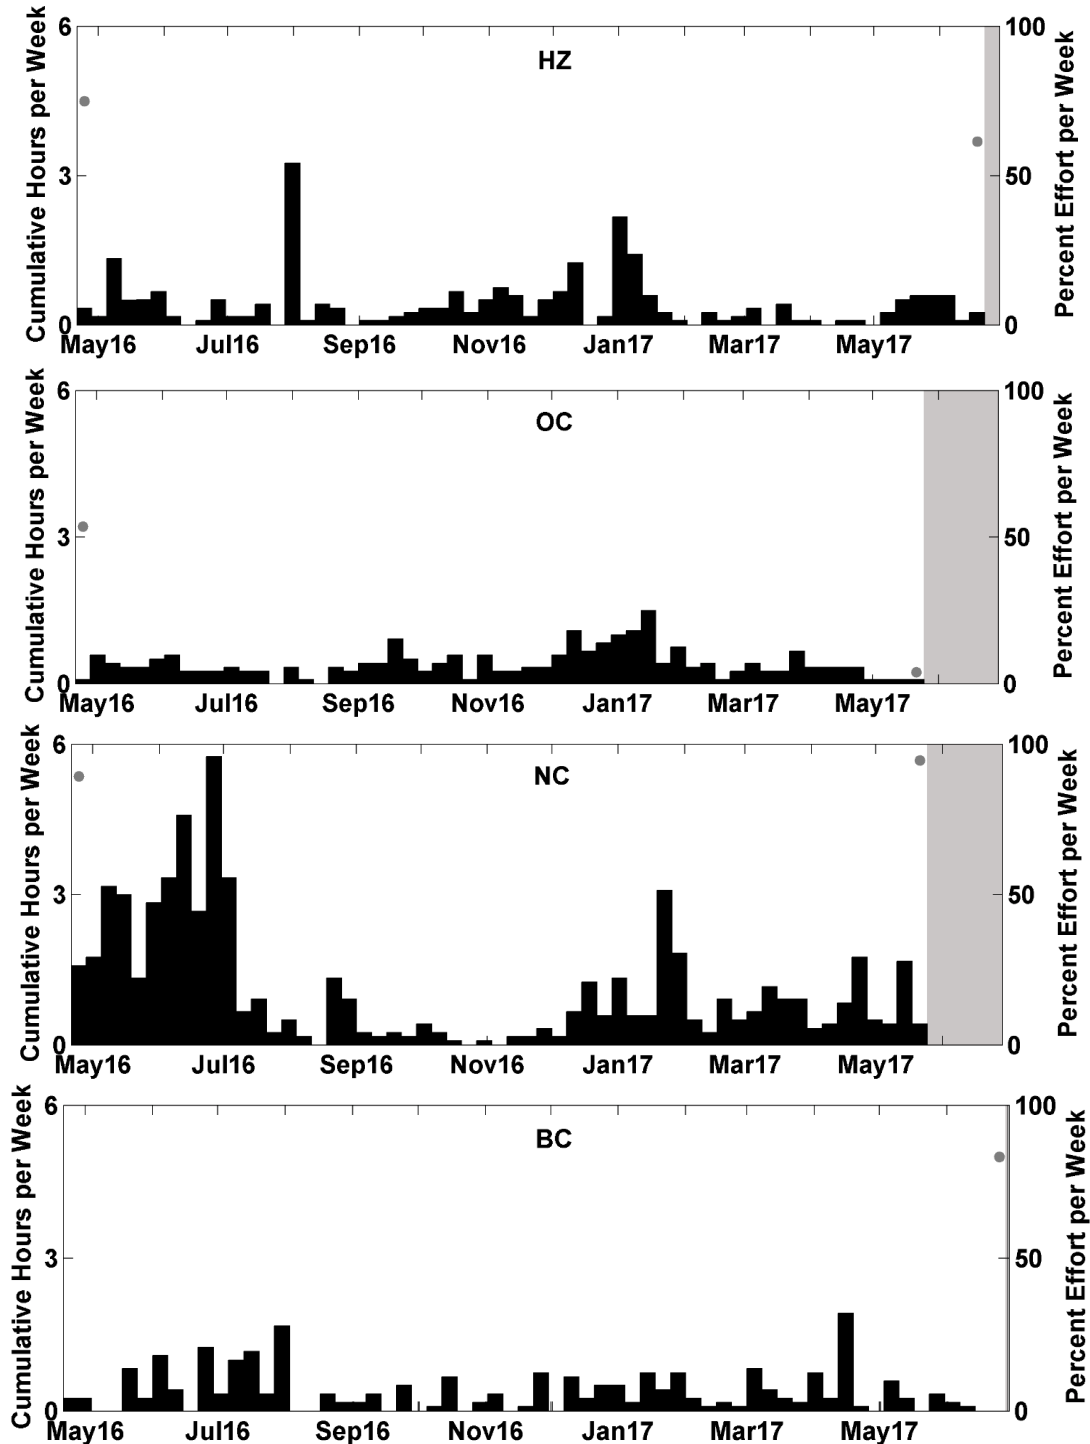 Cumulative Hours per Week
6
3
0
HZ
100
50
0
Percent Effort per Week
May16 Jul16 Sep16 Nov16 Jan17 Mar17 May17
Cumulative Hours per Week
6
3
0
OC
100
50
0
Percent Effort per Week
May16 Jul16 Sep16 Nov16 Jan17 Mar17 May17
Cumulative Hours per Week
6
3
0
NC
100
50
0
Percent Effort per Week
May16 Jul16 Sep16 Nov16 Jan17 Mar17 May17
Cumulative Hours per Week
6
3
0
BC
100
50
0
Percent Effort per Week
May16 Jul16 Sep16 Nov16 Jan17 Mar17 May17